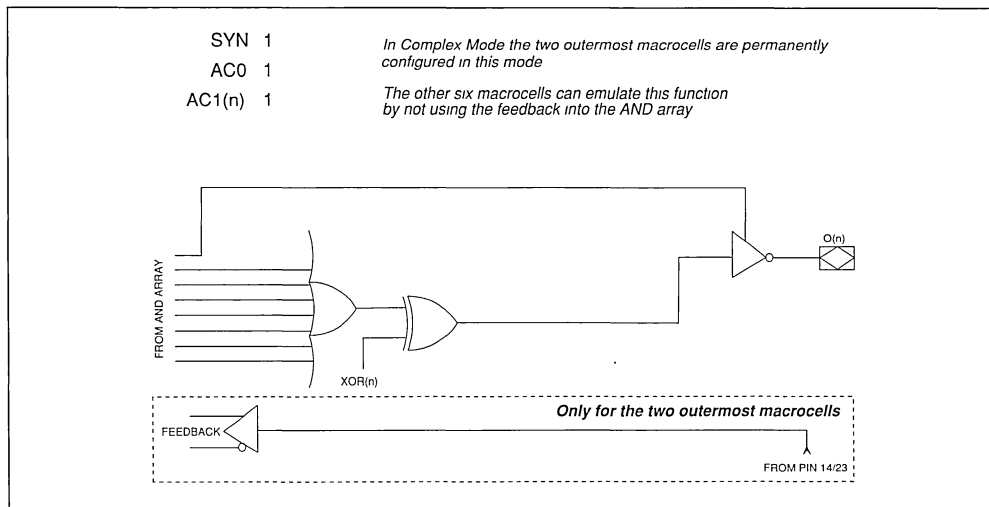 SYN 1
AC0 1
AC1(n) 1
In Complex Mode the two outermost macrocells are permanently
configured in this mode
The other six macrocells can emulate this function
by not using the feedback into the AND array
O(n)
FROM AND ARRAY
XOR(n)
Only for the two outermost macrocells
FEEDBACK
FROM PIN 14/23